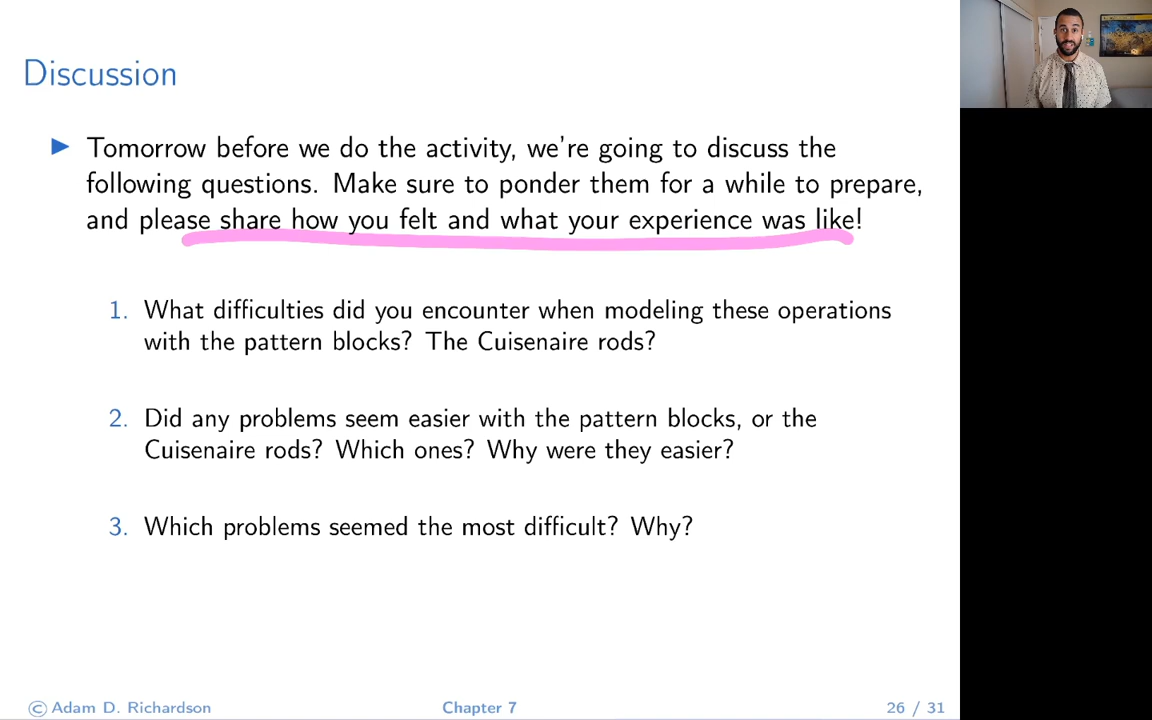 Discussion
Tomorrow before we do the activity, we're going to discuss the
following questions. Make sure to ponder them for a while to prepare,
and please share how you felt and what your experience was like!
1. What difficulties did you encounter when modeling these operations
with the pattern blocks? The Cuisenaire rods?
2. Did any problems seem easier with the pattern blocks, or the
Cuisenaire rods? Which ones? Why were they easier?
3. Which problems seemed the most difficult? Why?
© Adam D. Richardson
Chapter 7
26 / 31